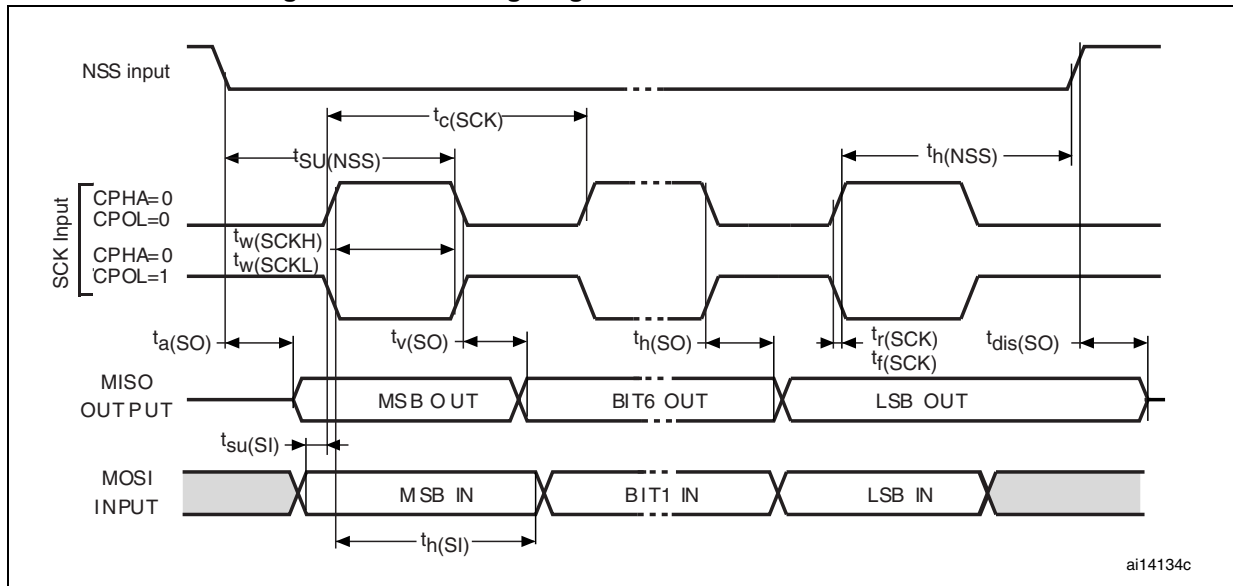 NSS input
tc(SCK)
tSU(NSS)
th(NSS)
SCK Input
CPHA=0
CPOL=0
tw(SCKH)
CPHA=0
tw(SCKL)
CPOL=1
ta(SO)
tv(SO)
th(SO)
tr(SCK)
tf(SCK)
tdis(SO)
MISO
OUTPUT
MSB OUT
BIT6 OUT
LSB OUT
tsu(SI)
MOSI
INPUT
MSB IN
BIT1 IN
LSB IN
th(SI)
ai14134c